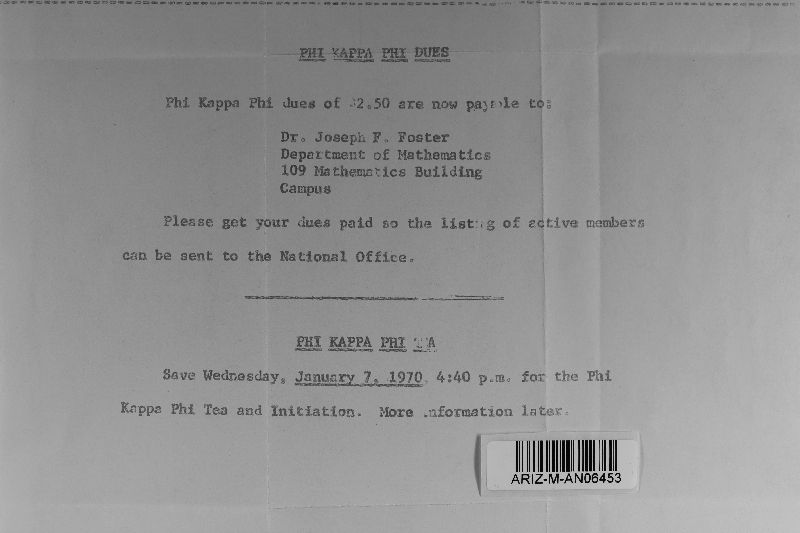 PHI KAPPA PHI DUES
Phi Kappa Phi dues of $2.50 are now payable to:
Dr. Joseph F. Foster
Department of Mathematics
109 Mathematics Building
Campus
Please get your dues paid so the listing of active members
can be sent to the National Office.
PHI KAPPA PHI TEA
Save Wednesday, January 7, 1970, 4:40 p.m. for the Phi
Kappa Phi Tea and Initiation. More information later.
ARIZ-M-AN06453